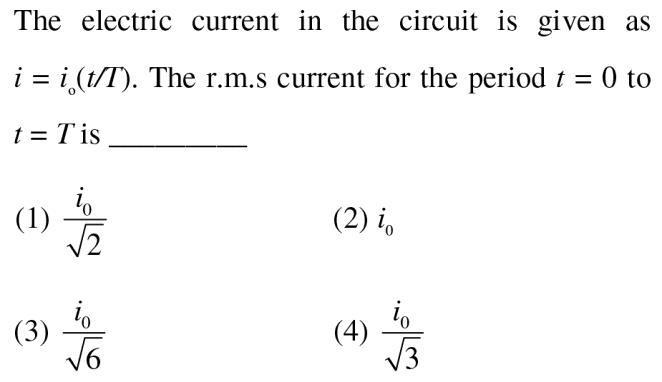 The electric current in the circuit is given as
i = i₀(t/T). The r.m.s current for the period t = 0 to
t = T is __________
(1) i₀/√2 (2) i₀
(3) i₀/√6 (4) i₀/√3